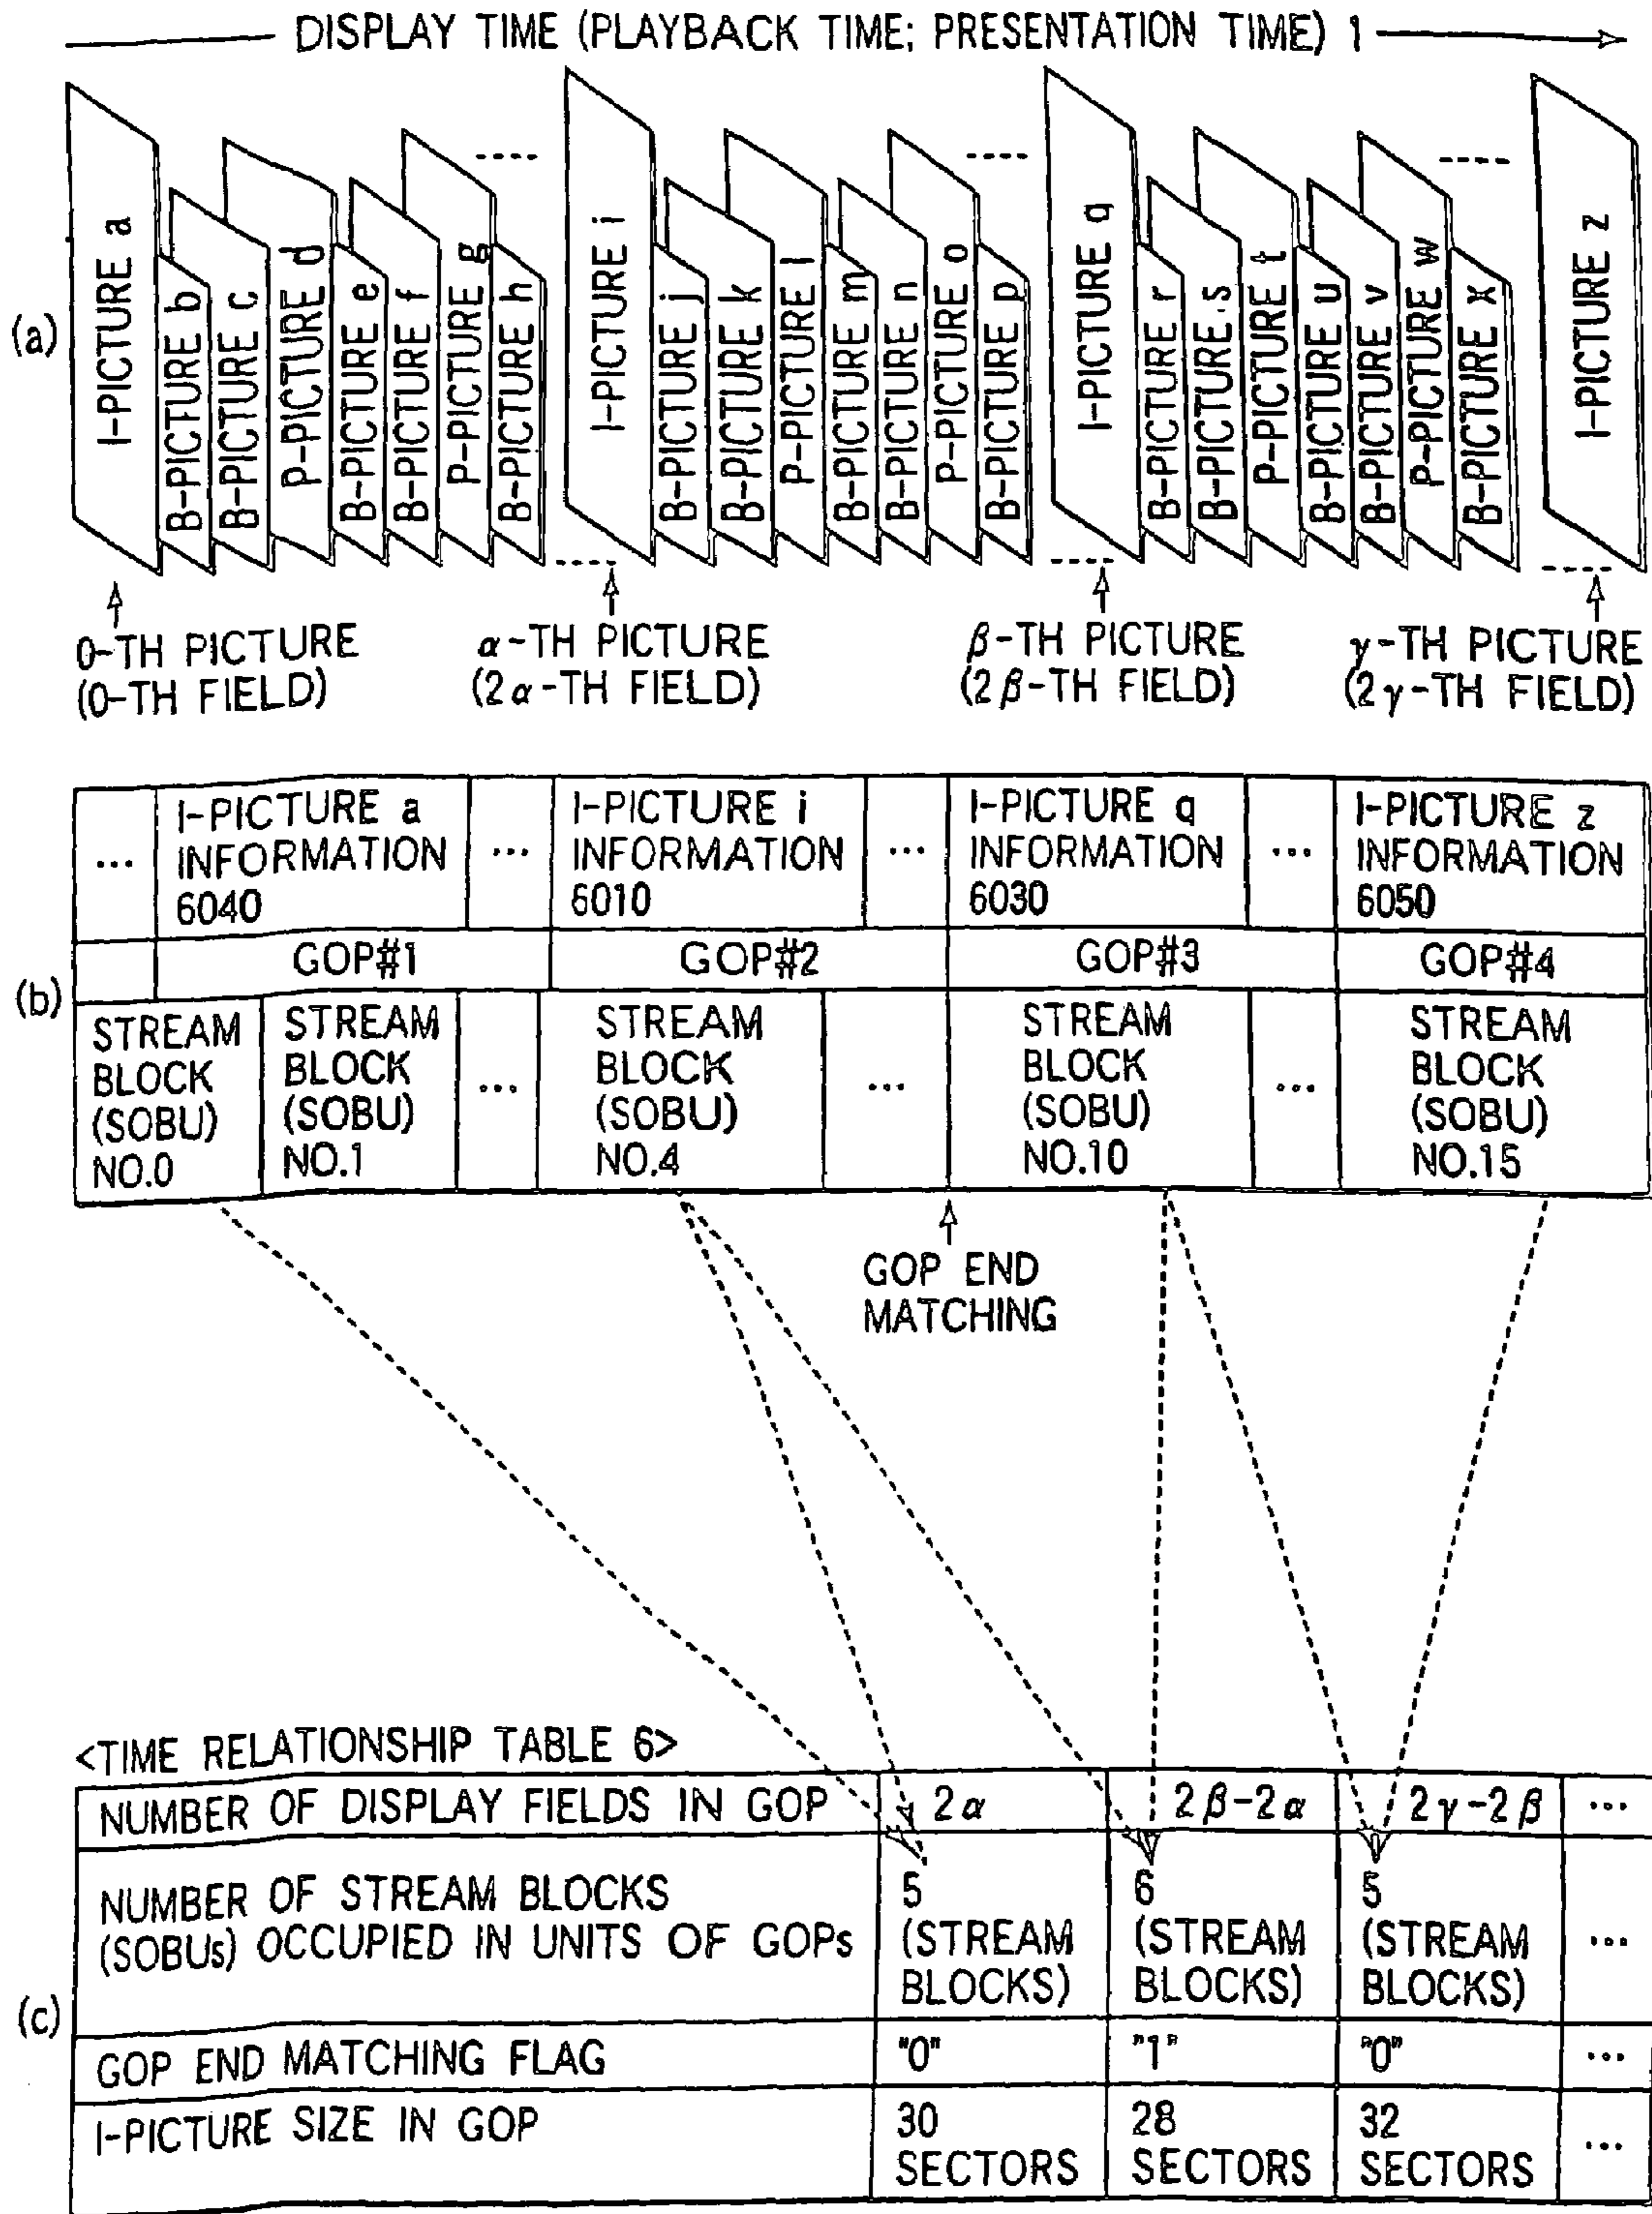 DISPLAY TIME (PLAYBACK TIME; PRESENTATION TIME) 1
(a)
I-PICTURE a
B-PICTURE b
B-PICTURE c
P-PICTURE d
B-PICTURE e
B-PICTURE f
P-PICTURE g
B-PICTURE h
I-PICTURE i
B-PICTURE j
B-PICTURE k
P-PICTURE l
B-PICTURE m
B-PICTURE n
P-PICTURE o
B-PICTURE p
I-PICTURE q
B-PICTURE r
B-PICTURE s
P-PICTURE t
B-PICTURE u
B-PICTURE v
P-PICTURE w
B-PICTURE x
I-PICTURE z
0-TH PICTURE
(0-TH FIELD)
α-TH PICTURE
(2α-TH FIELD)
β-TH PICTURE
(2β-TH FIELD)
γ-TH PICTURE
(2γ-TH FIELD)
(b)
...
I-PICTURE a
INFORMATION
6040
...
I-PICTURE i
INFORMATION
6010
...
I-PICTURE q
INFORMATION
6030
...
I-PICTURE z
INFORMATION
6050
GOP#1
GOP#2
GOP#3
GOP#4
STREAM
BLOCK
(SOBU)
NO.0
STREAM
BLOCK
(SOBU)
NO.1
...
STREAM
BLOCK
(SOBU)
NO.4
...
STREAM
BLOCK
(SOBU)
NO.10
...
STREAM
BLOCK
(SOBU)
NO.15
GOP END
MATCHING
<TIME RELATIONSHIP TABLE 6>
(c)
NUMBER OF DISPLAY FIELDS IN GOP
2α
2β-2α
2γ-2β
...
NUMBER OF STREAM BLOCKS
(SOBUs) OCCUPIED IN UNITS OF GOPs
5
(STREAM
BLOCKS)
6
(STREAM
BLOCKS)
5
(STREAM
BLOCKS)
...
GOP END MATCHING FLAG
"0"
"1"
"0"
...
I-PICTURE SIZE IN GOP
30
SECTORS
28
SECTORS
32
SECTORS
...